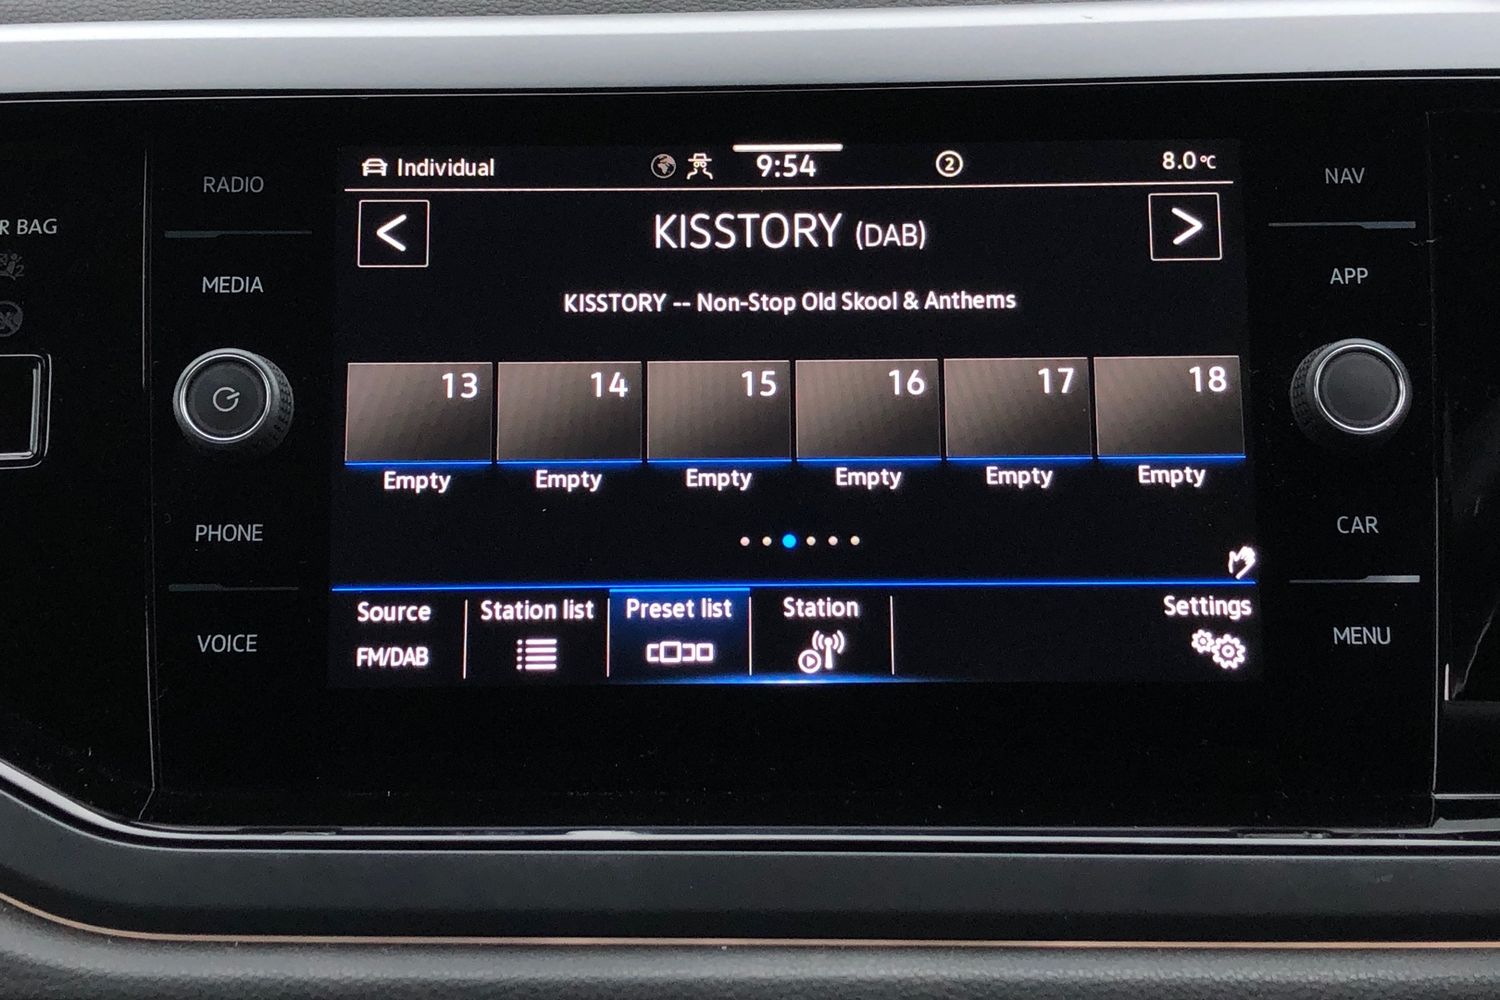 R BAG
RADIO
MEDIA
PHONE
VOICE
Individual
9:54
2
8.0°C
<
KISSTORY (DAB)
>
KISSTORY -- Non-Stop Old Skool & Anthems
13 14 15 16 17 18
Empty Empty Empty Empty Empty Empty
Source Station list Preset list Station Settings
FM/DAB
NAV
APP
CAR
MENU